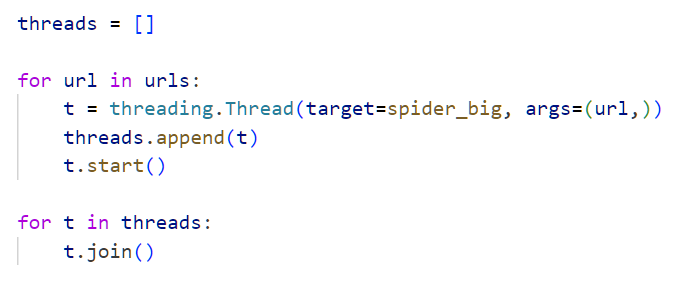 threads = []
for url in urls:
    t = threading.Thread(target=spider_big, args=(url,))
    threads.append(t)
    t.start()
for t in threads:
    t.join()